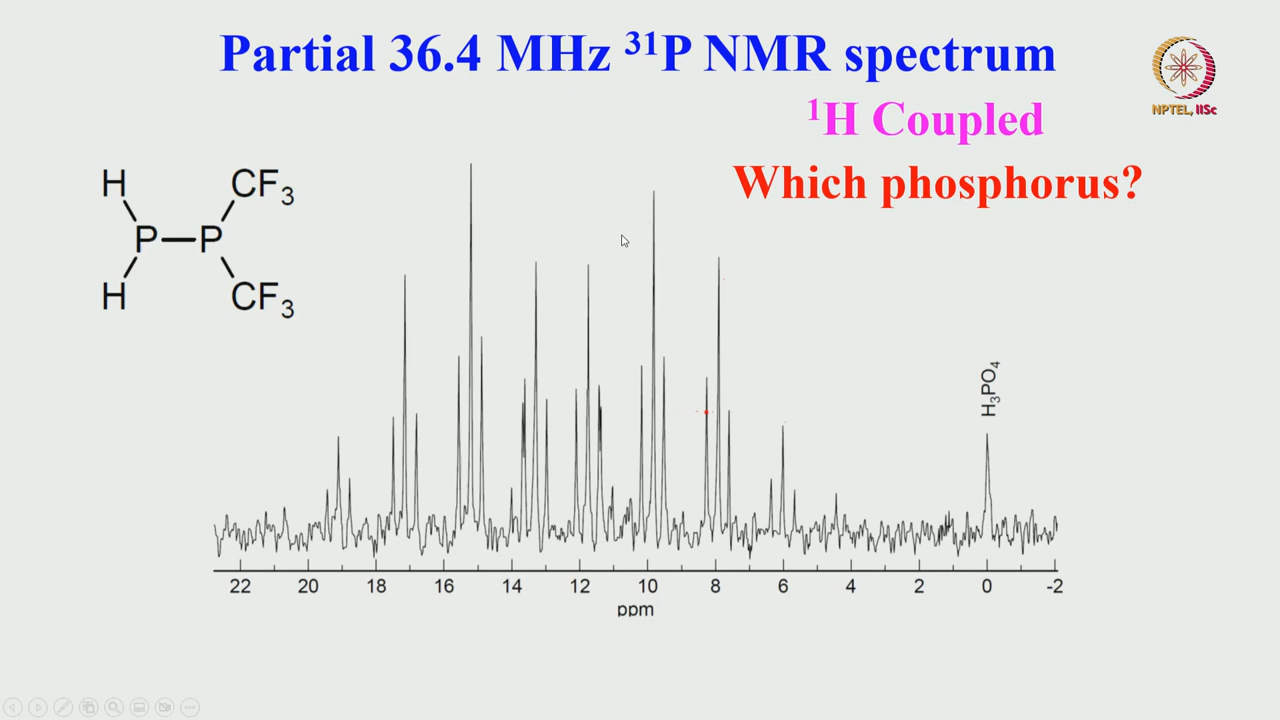 Partial 36.4 MHz ³¹P NMR spectrum
NPTEL, IISc
¹H Coupled
Which phosphorus?
H CF₃
P P
H CF₃
H₃PO₄
22 20 18 16 14 12 10 8 6 4 2 0 -2
ppm